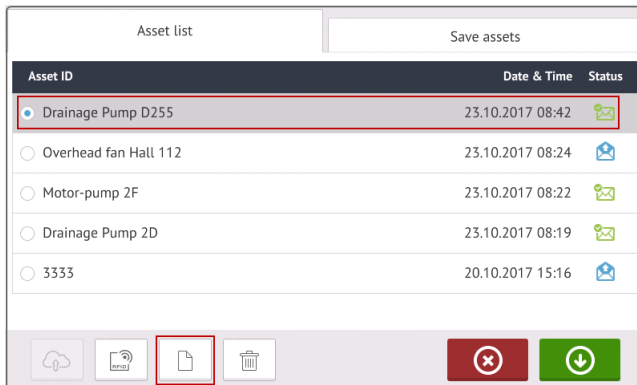 Asset list
Save assets
Asset ID Date & Time Status
Drainage Pump D255 23.10.2017 08:42
Overhead fan Hall 112 23.10.2017 08:24
Motor-pump 2F 23.10.2017 08:22
Drainage Pump 2D 23.10.2017 08:19
3333 20.10.2017 15:16
RFID